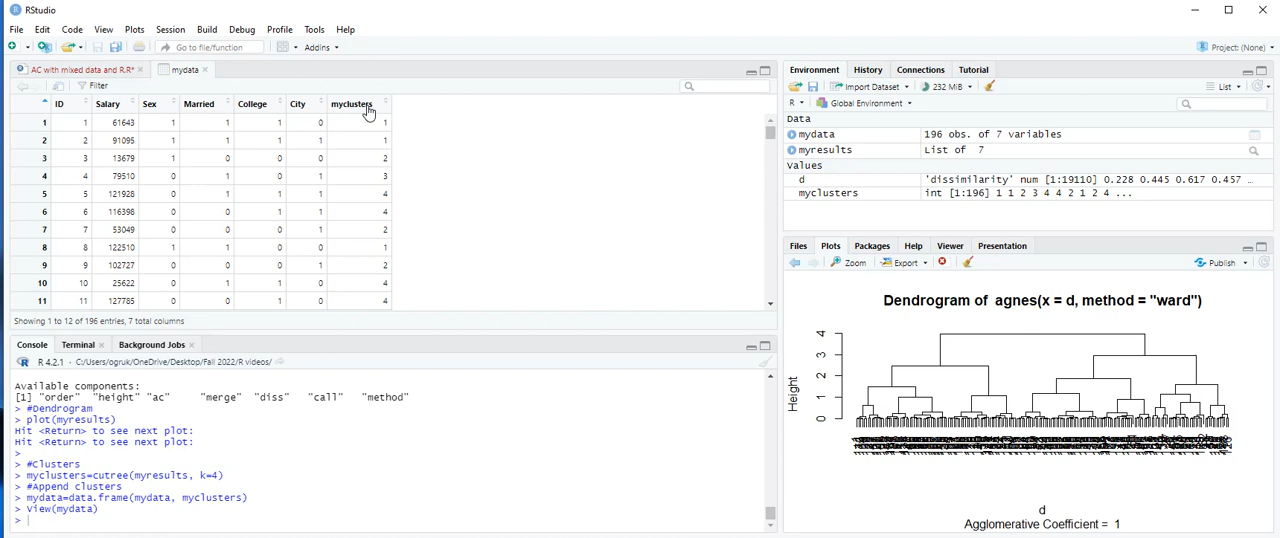 RStudio
File Edit Code View Plots Session Build Debug Profile Tools Help
Go to file/function Addins Project: (None)
AC with mixed data and R.R* mydata
Filter
ID Salary Sex Married College City myclusters
1 1 61643 1 1 1 0 1
2 2 91095 1 1 1 1 1
3 3 13679 1 0 0 0 2
4 4 79510 0 1 0 1 3
5 5 121928 0 1 1 1 4
6 6 116398 0 0 1 1 4
7 7 53049 0 0 0 1 2
8 8 122510 1 1 0 0 1
9 9 102727 0 0 0 1 2
10 10 25622 0 1 1 0 4
11 11 127785 0 0 1 0 4
Showing 1 to 12 of 196 entries, 7 total columns
Console Terminal Background Jobs
R 4.2.1 · C:/Users/ogruk/OneDrive/Desktop/Fall 2022/R videos/
Available components:
[1] "order" "height" "ac" "merge" "diss" "call" "method"
> #Dendrogram
> plot(myresults)
Hit <Return> to see next plot:
Hit <Return> to see next plot:
>
> #Clusters
> myclusters=cutree(myresults, k=4)
> #Append clusters
> mydata=data.frame(mydata, myclusters)
> View(mydata)
>
Environment History Connections Tutorial
Import Dataset 232 MiB List
R Global Environment
Data
mydata 196 obs. of 7 variables
myresults List of 7
Values
d 'dissimilarity' num [1:19110] 0.228 0.445 0.617 0.457 …
myclusters int [1:196] 1 1 2 3 4 4 2 1 2 4 ...
Files Plots Packages Help Viewer Presentation
Zoom Export Publish
Dendrogram of agnes(x = d, method = "ward")
Height
4
3
2
1
0
d
Agglomerative Coefficient = 1